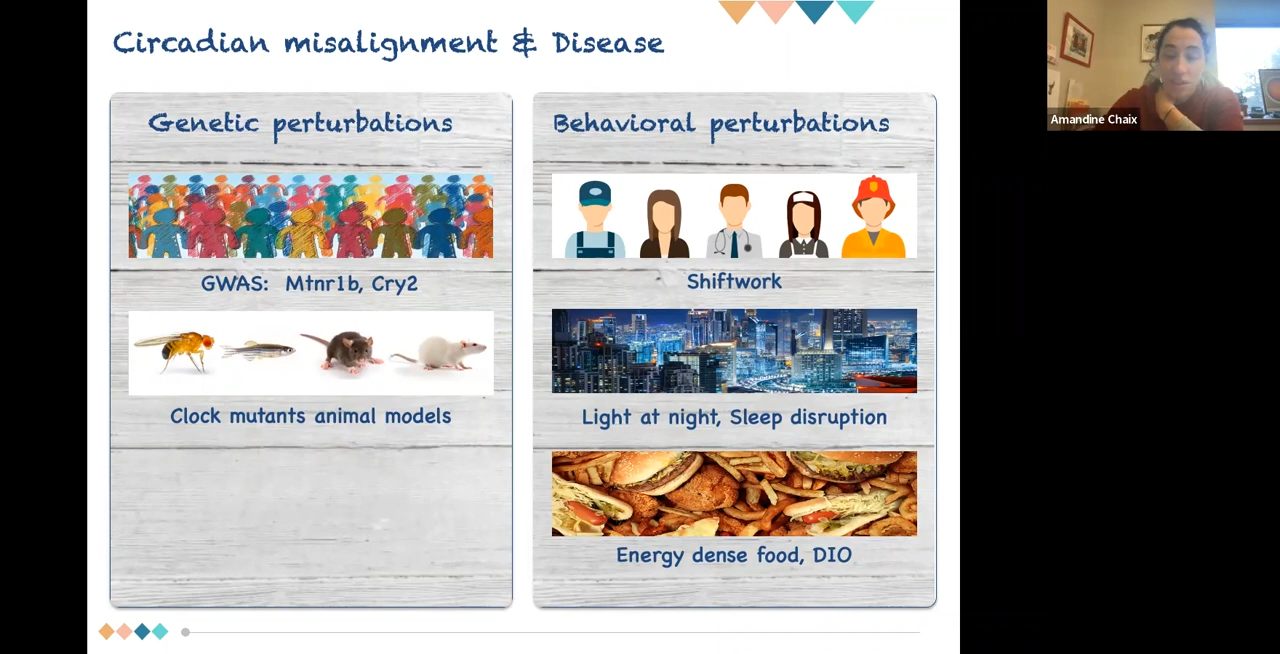 Circadian misalignment & Disease
Genetic perturbations
GWAS: Mtnr1b, Cry2
Clock mutants animal models
Behavioral perturbations
Shiftwork
Light at night, Sleep disruption
Energy dense food, DIO
Amandine Chaix